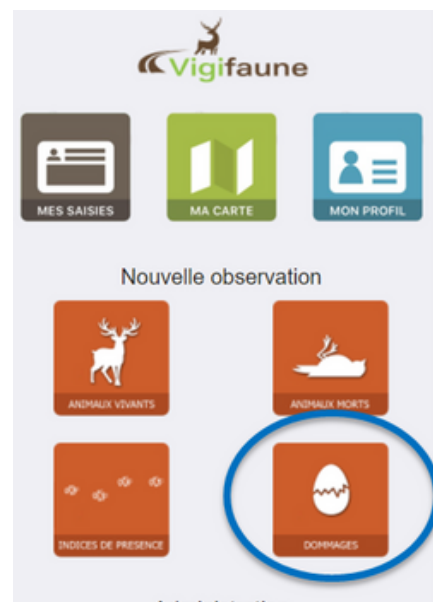 Vigifaune
MES SAISIES
MA CARTE
MON PROFIL
Nouvelle observation
ANIMAUX VIVANTS
ANIMAUX MORTS
INDICES DE PRESENCE
DOMMAGES